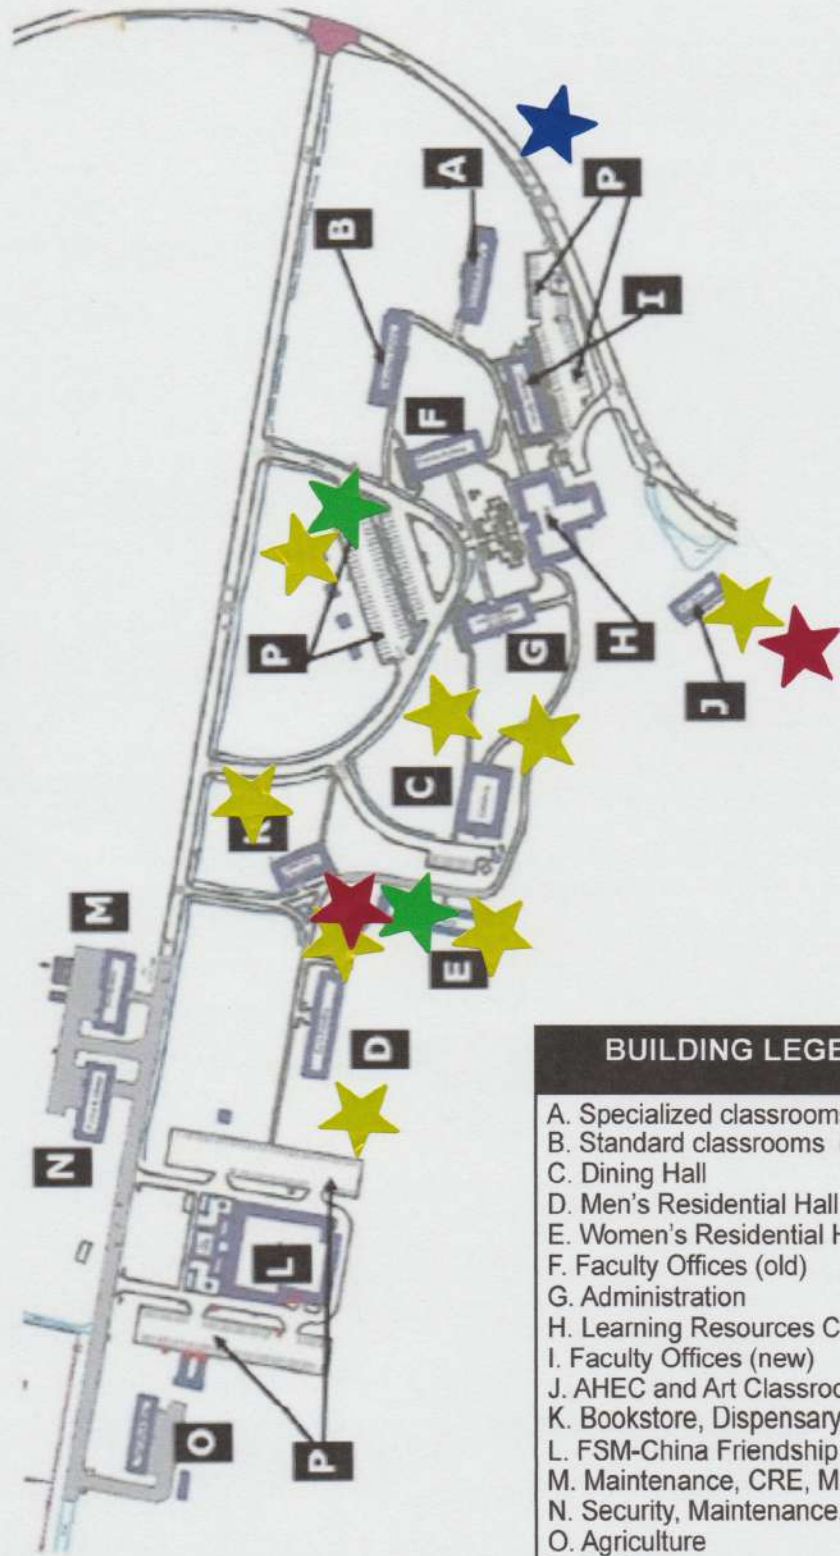 A
B
P
I
F
P
H
G
J
C
M
E
D
N
L
O
P
BUILDING LEGE
A. Specialized classroom
B. Standard classrooms
C. Dining Hall
D. Men's Residential Hall
E. Women's Residential H
F. Faculty Offices (old)
G. Administration
H. Learning Resources C
I. Faculty Offices (new)
J. AHEC and Art Classroo
K. Bookstore, Dispensary
L. FSM-China Friendship
M. Maintenance, CRE, M
N. Security, Maintenance
O. Agriculture